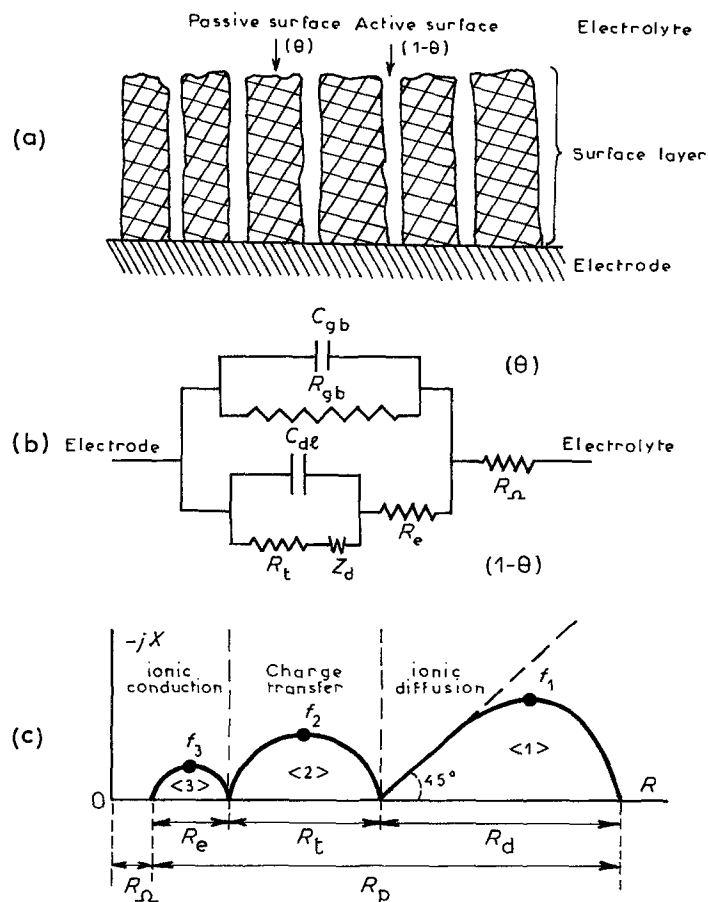 Passive surface Active surface Electrolyte
(θ) (1-θ)
(a)
Surface layer
Electrode
C_gb
(θ)
R_gb
(b)
Electrode
C_dl
Electrolyte
R_Ω
R_e
R_t
Z_d
(1-θ)
(c)
-jX
ionic conduction
Charge transfer
ionic diffusion
f_1
f_2
f_3
<1>
<2>
<3>
45°
O
R
R_e
R_t
R_d
R_Ω
R_p